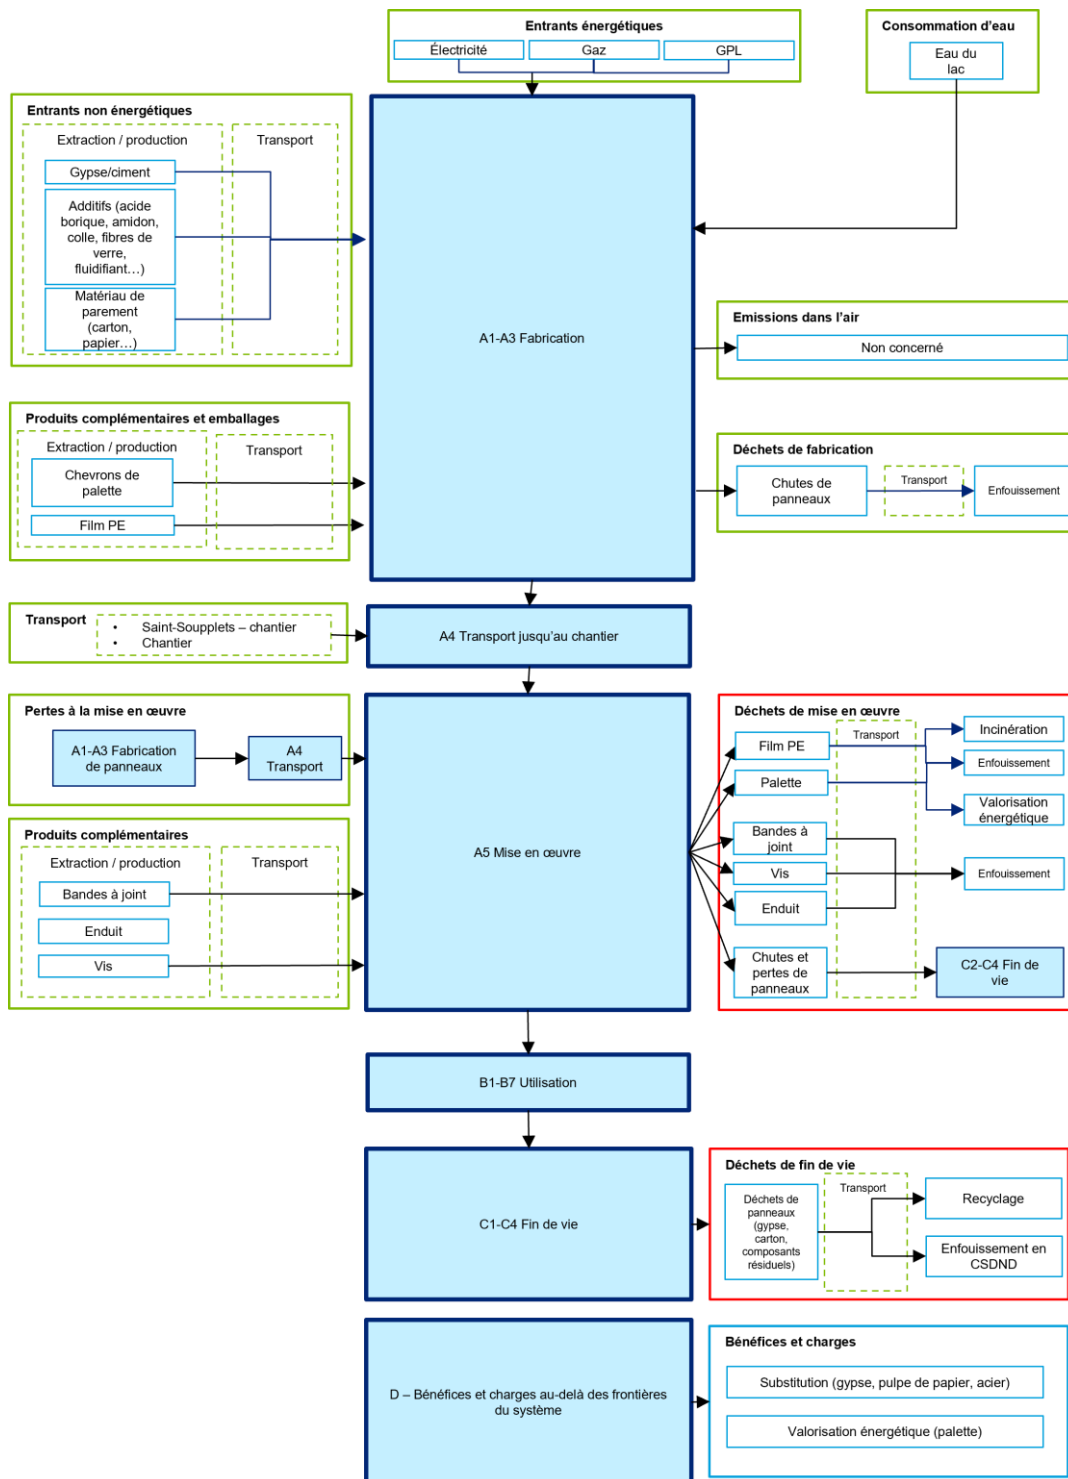 Entrants énergétiques
Électricité
Gaz
GPL
Consommation d'eau
Eau du
lac
Entrants non énergétiques
Extraction / production
Transport
Gypse/ciment
Additifs (acide
borique, amidon,
colle, fibres de
verre,
fluidifiant…)
Matériau de
parement
(carton,
papier…)
A1-A3 Fabrication
Emissions dans l'air
Non concerné
Produits complémentaires et emballages
Extraction / production
Transport
Chevrons de
palette
Film PE
Déchets de fabrication
Chutes de
panneaux
Transport
Enfouissement
Transport
• Saint-Soupplets – chantier
• Chantier
A4 Transport jusqu'au chantier
Pertes à la mise en œuvre
A1-A3 Fabrication
de panneaux
A4
Transport
Produits complémentaires
Extraction / production
Transport
Bandes à joint
Enduit
Vis
A5 Mise en œuvre
Déchets de mise en œuvre
Transport
Film PE
Palette
Bandes à
joint
Vis
Enduit
Chutes et
pertes de
panneaux
Incinération
Enfouissement
Valorisation
énergétique
Enfouissement
C2-C4 Fin de
vie
B1-B7 Utilisation
C1-C4 Fin de vie
Déchets de fin de vie
Déchets de
panneaux
(gypse,
carton,
composants
résiduels)
Transport
Recyclage
Enfouissement en
CSDND
D – Bénéfices et charges au-delà des frontières
du système
Bénéfices et charges
Substitution (gypse, pulpe de papier, acier)
Valorisation énergétique (palette)